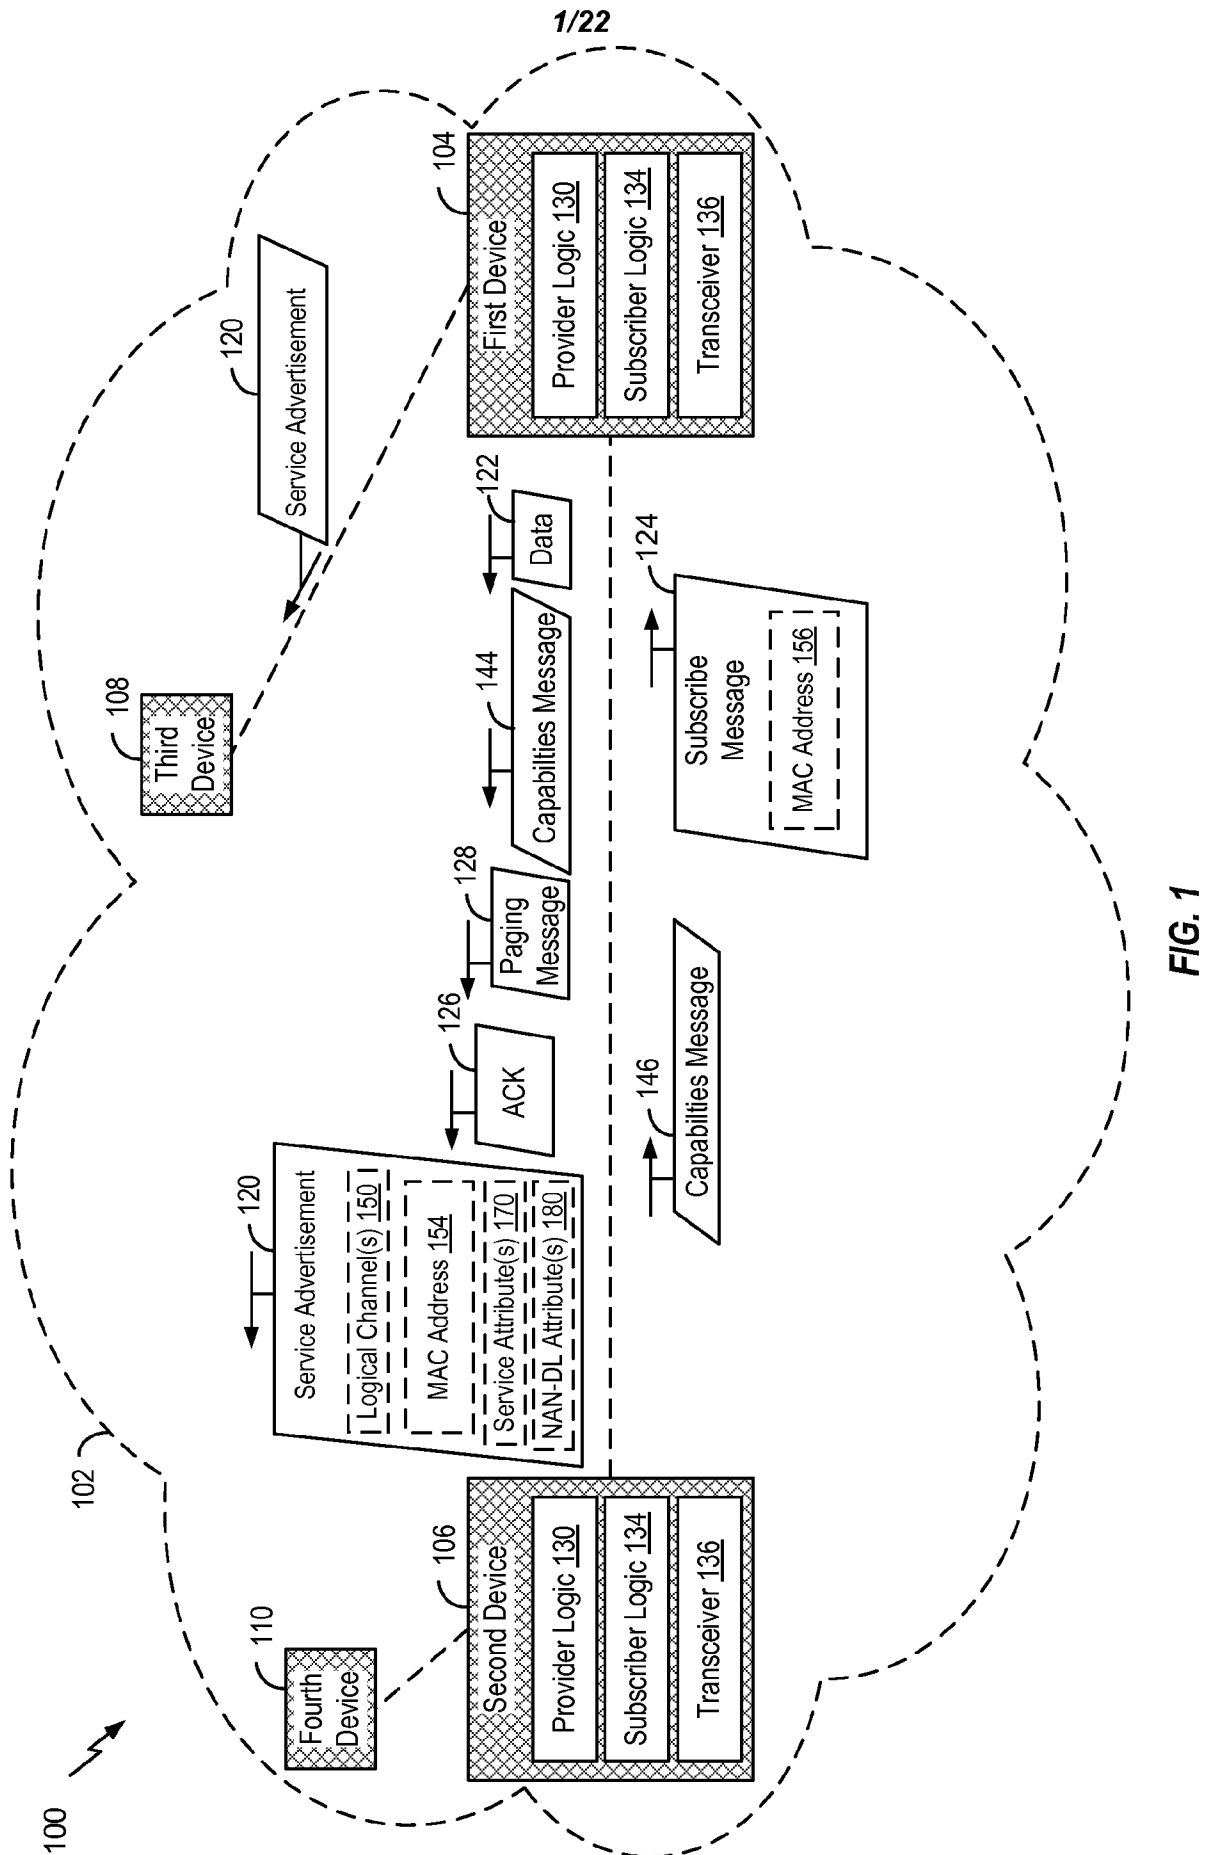 1/22
100
102
110
Fourth
Device
106
Second Device
Provider Logic 130
Subscriber Logic 134
Transceiver 136
120
Service Advertisement
Logical Channel(s) 150
MAC Address 154
Service Attribute(s) 170
NAN-DL Attribute(s) 180
126
ACK
128
Paging
Message
144
Capabilties Message
122
Data
108
Third
Device
120
Service Advertisement
104
First Device
Provider Logic 130
Subscriber Logic 134
Transceiver 136
146
Capabilties Message
124
Subscribe
Message
MAC Address 156
FIG. 1